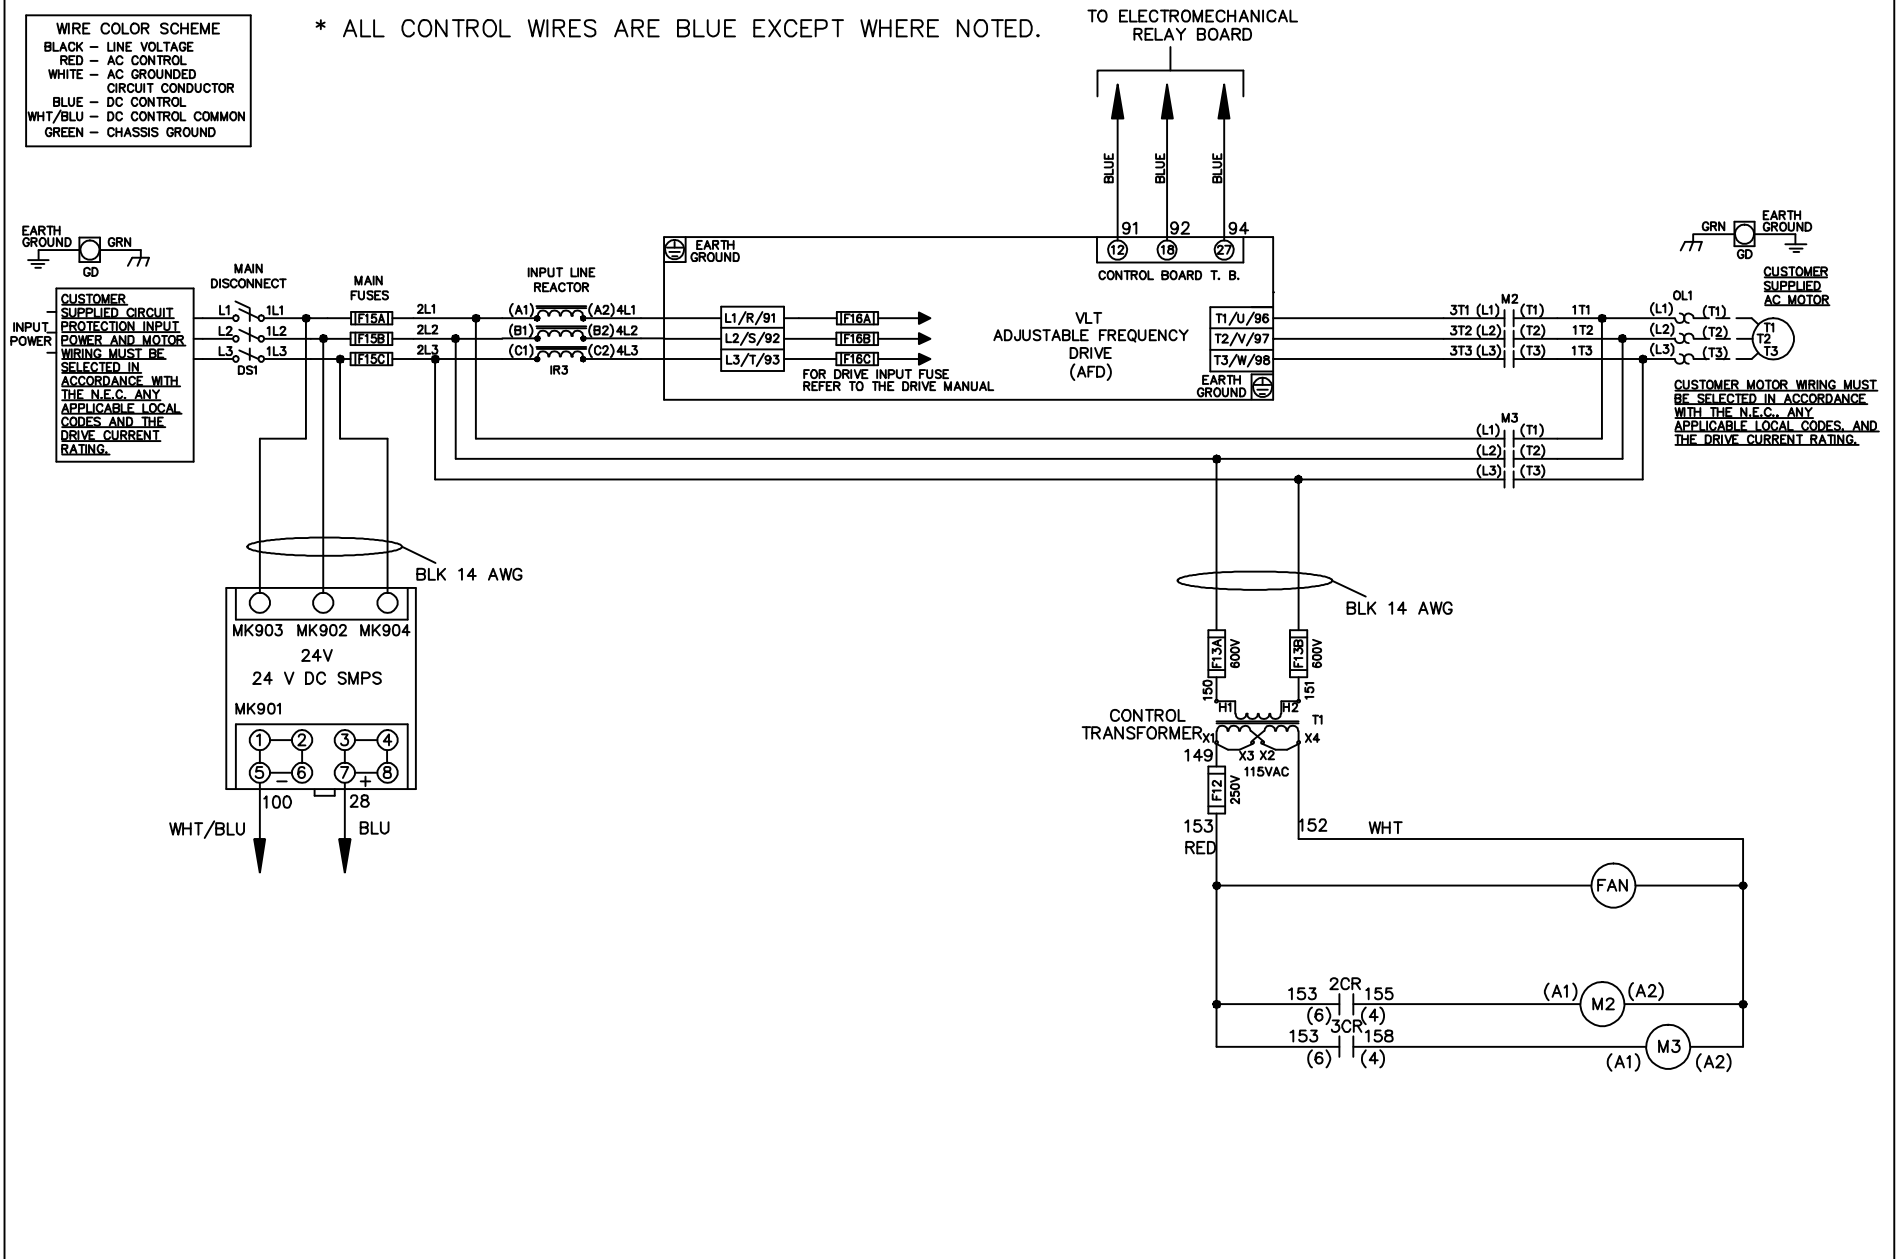 WIRE COLOR SCHEME
BLACK – LINE VOLTAGE
RED – AC CONTROL
WHITE – AC GROUNDED
CIRCUIT CONDUCTOR
BLUE – DC CONTROL
WHT/BLU – DC CONTROL COMMON
GREEN – CHASSIS GROUND
* ALL CONTROL WIRES ARE BLUE EXCEPT WHERE NOTED.
TO ELECTROMECHANICAL
RELAY BOARD
BLUE
BLUE
BLUE
91 92 94
12 18 27
CONTROL BOARD T. B.
EARTH
GROUND
GRN
GD
INPUT
POWER
CUSTOMER
SUPPLIED CIRCUIT
PROTECTION INPUT
POWER AND MOTOR
WIRING MUST BE
SELECTED IN
ACCORDANCE WITH
THE N.E.C. ANY
APPLICABLE LOCAL
CODES AND THE
DRIVE CURRENT
RATING.
MAIN
DISCONNECT
L1 1L1
L2 1L2
L3 1L3
DS1
MAIN
FUSES
F15A
F15B
F15C
2L1
2L2
2L3
INPUT LINE
REACTOR
(A1) (A2) 4L1
(B1) (B2) 4L2
(C1) (C2) 4L3
IR3
EARTH
GROUND
L1/R/91
L2/S/92
L3/T/93
F16A
F16B
F16C
FOR DRIVE INPUT FUSE
REFER TO THE DRIVE MANUAL
VLT
ADJUSTABLE FREQUENCY
DRIVE
(AFD)
T1/U/96
T2/V/97
T3/W/98
EARTH
GROUND
M2
3T1 (L1) (T1) 1T1
3T2 (L2) (T2) 1T2
3T3 (L3) (T3) 1T3
OL1
(L1) (T1)
(L2) (T2)
(L3) (T3)
T1
T2
T3
GRN
GD
EARTH
GROUND
CUSTOMER
SUPPLIED
AC MOTOR
CUSTOMER MOTOR WIRING MUST
BE SELECTED IN ACCORDANCE
WITH THE N.E.C., ANY
APPLICABLE LOCAL CODES, AND
THE DRIVE CURRENT RATING.
M3
(L1) (T1)
(L2) (T2)
(L3) (T3)
BLK 14 AWG
MK903 MK902 MK904
24V
24 V DC SMPS
MK901
1 2 3 4
5 6 7 8
– +
100 28
WHT/BLU BLU
BLK 14 AWG
F13A 600V
F13B 600V
150 151
H1 H2
T1
CONTROL
TRANSFORMER
X1 X3 X2 X4
115VAC
149
F12 250V
153
RED
152 WHT
FAN
2CR
153 155
(6) (4)
(A1) M2 (A2)
3CR
153 158
(6) (4)
(A1) M3 (A2)